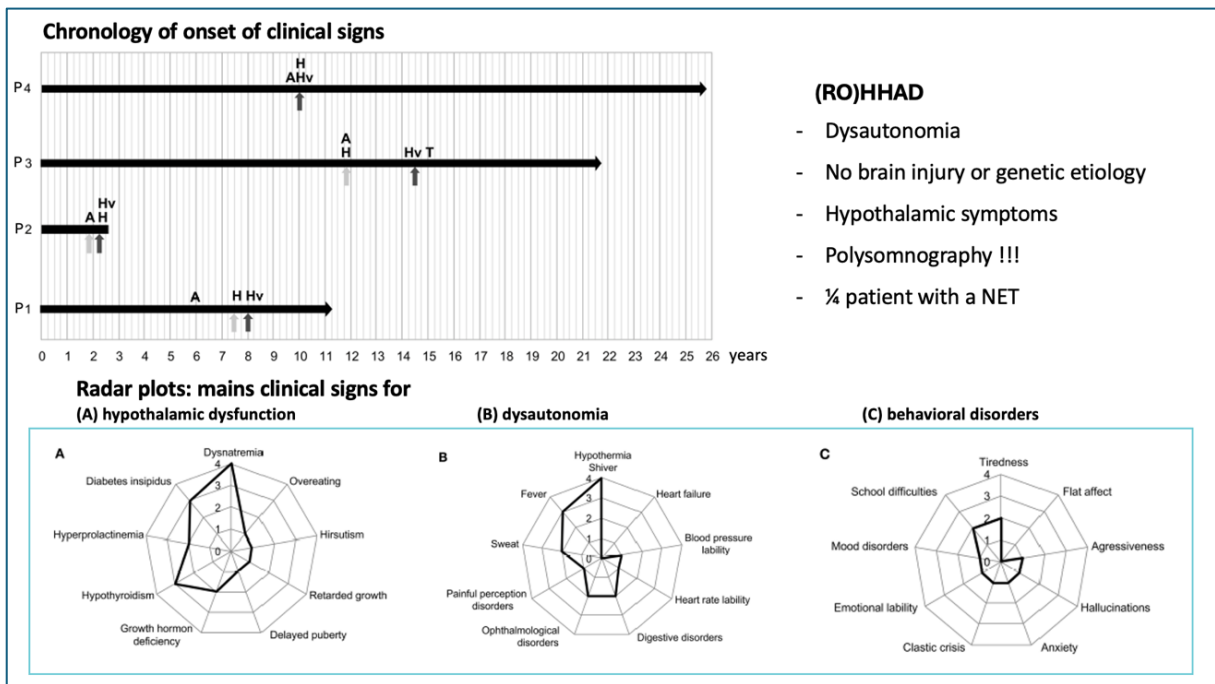 Chronology of onset of clinical signs
H
AHv
P4
A
H
Hv T
P3
Hv
A H
P2
A
H Hv
P1
0 1 2 3 4 5 6 7 8 9 10 11 12 13 14 15 16 17 18 19 20 21 22 23 24 25 26 years
(RO)HHAD
- Dysautonomia
- No brain injury or genetic etiology
- Hypothalamic symptoms
- Polysomnography !!!
- ¼ patient with a NET
Radar plots: mains clinical signs for
(A) hypothalamic dysfunction
(B) dysautonomia
(C) behavioral disorders
A
Dysnatremia
Overeating
Hirsutism
Retarded growth
Delayed puberty
Growth hormon
deficiency
Hypothyroidism
Hyperprolactinemia
Diabetes insipidus
4
3
2
1
0
B
Hypothermia
Shiver
Heart failure
Blood pressure
lability
Heart rate lability
Digestive disorders
Ophthalmological
disorders
Painful perception
disorders
Sweat
Fever
4
3
2
1
0
C
Tiredness
Flat affect
Agressiveness
Hallucinations
Anxiety
Clastic crisis
Emotional lability
Mood disorders
School difficulties
4
3
2
1
0